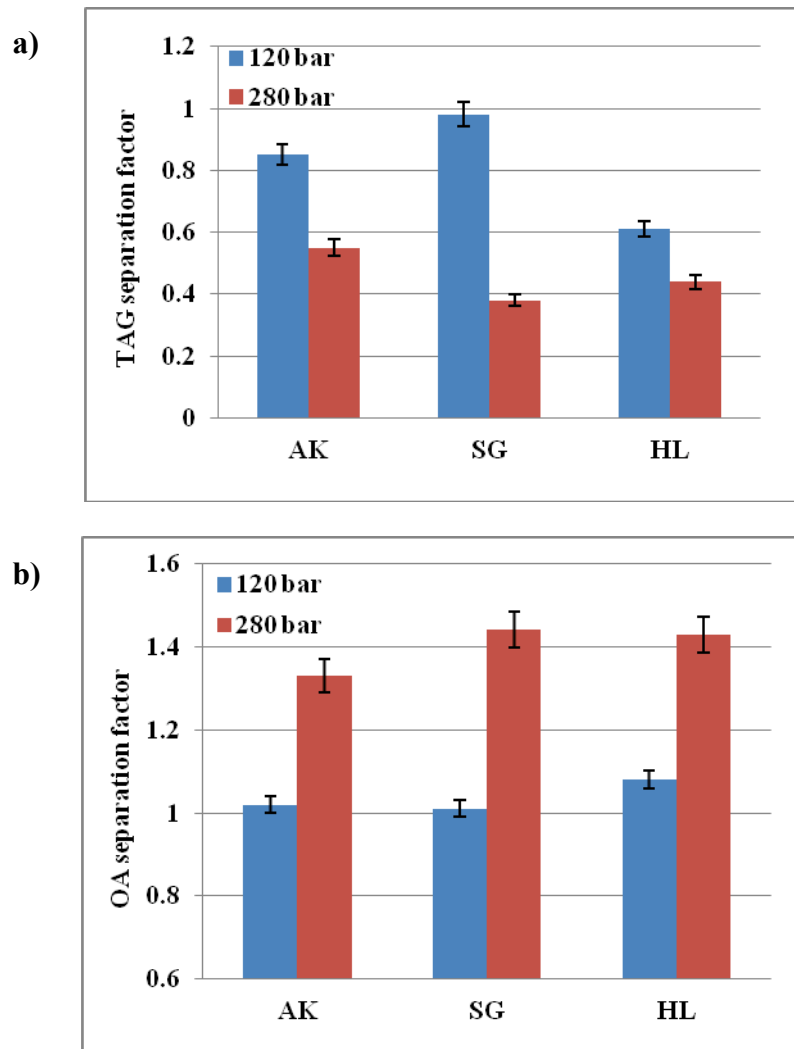 a)
TAG separation factor
1.2
1
0.8
0.6
0.4
0.2
0
120 bar
280 bar
AK SG HL
b)
OA separation factor
1.6
1.4
1.2
1
0.8
0.6
120 bar
280 bar
AK SG HL